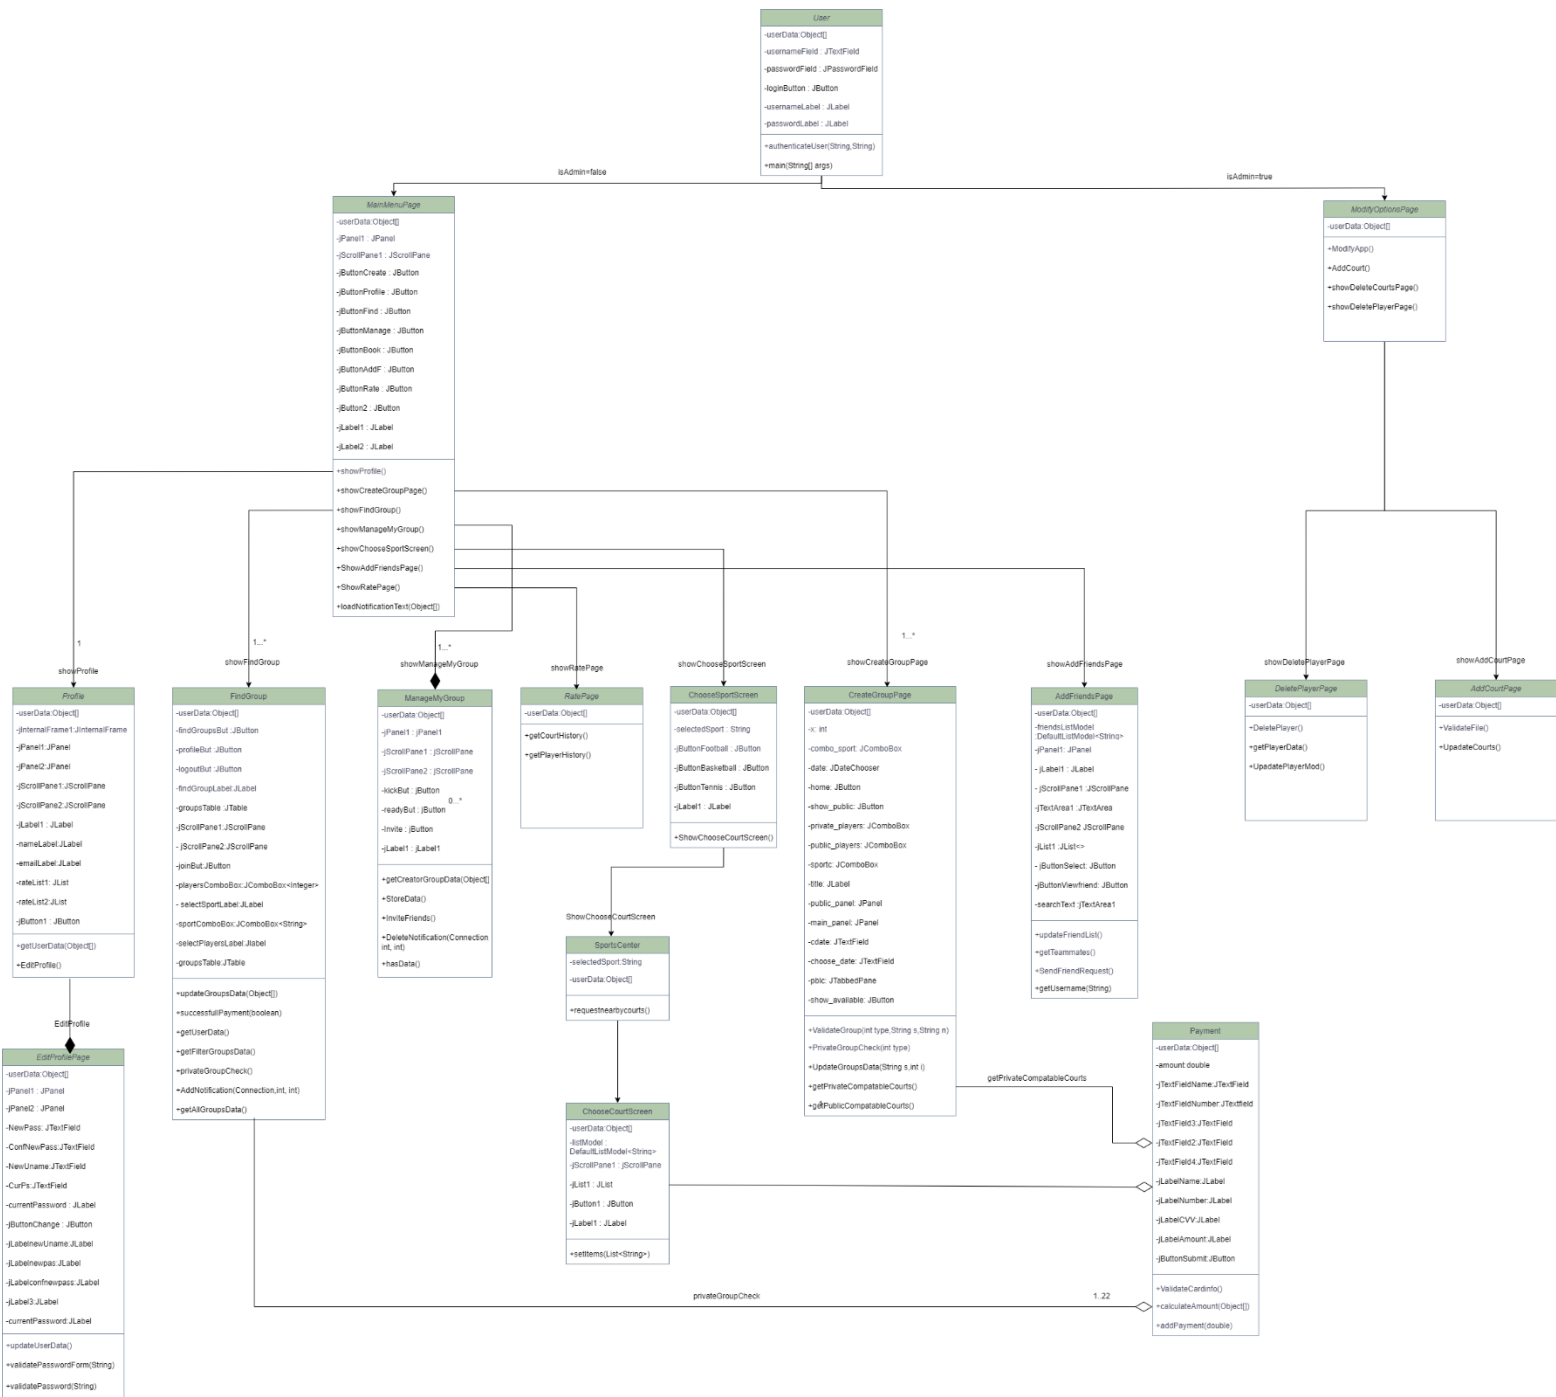 User
-userData:Object[]
-usernameField : JTextField
-passwordField : JPasswordField
-loginButton : JButton
-usernameLabel : JLabel
-passwordLabel : JLabel
+authenticateUser(String,String)
+main(String[] args)
isAdmin=false
isAdmin=true
MainMenuPage
-userData:Object[]
-jPanel1 : JPanel
-jScrollPane1 : JScrollPane
-jButtonCreate : JButton
-jButtonProfile : JButton
-jButtonFind : JButton
-jButtonManage : JButton
-jButtonBook : JButton
-jButtonAddF : JButton
-jButtonRate : JButton
-jButton2 : JButton
-jLabel1 : JLabel
-jLabel2 : JLabel
+showProfile()
+showCreateGroupPage()
+showFindGroup()
+showManageMyGroup()
+showChooseSportScreen()
+ShowAddFriendsPage()
+ShowRatePage()
+loadNotificationText(Object[])
ModifyOptionsPage
-userData:Object[]
+ModifyApp()
+AddCourt()
+showDeleteCourtsPage()
+showDeletePlayerPage()
1
showProfile
1...*
showFindGroup
1...*
showManageMyGroup
showRatePage
showChooseSportScreen
1...*
showCreateGroupPage
showAddFriendsPage
showDeletePlayerPage
showAddCourtPage
Profile
-userData:Object[]
-jInternalFrame1:JInternalFrame
-jPanel1:JPanel
-jPanel2:JPanel
-jScrollPane1:JScrollPane
-jScrollPane2:JScrollPane
-jLabel1 : JLabel
-nameLabel:JLabel
-emailLabel:JLabel
-rateList1: JList
-rateList2:JList
-jButton1 : JButton
+getUserData(Object[])
+EditProfile()
EditProfile
EditProfilePage
-userData:Object[]
-jPanel1 : JPanel
-jPanel2 : JPanel
-NewPass: JTextField
-ConfNewPass:JTextField
-NewUname:JTextField
-CurPs:JTextField
-currentPassword : JLabel
-jButtonChange : JButton
-jLabelnewUname:JLabel
-jLabelnewpas:JLabel
-jLabelconfnewpass:JLabel
-jLabel3:JLabel
-currentPassword:JLabel
+updateUserData()
+validatePasswordForm(String)
+validatePassword(String)
FindGroup
-userData:Object[]
-findGroupsBut :JButton
-profileBut :JButton
-logoutBut :JButton
-findGroupLabel:JLabel
-groupsTable :JTable
-jScrollPane1:JScrollPane
- jScrollPane2:JScrollPane
-joinBut:JButton
-playersComboBox:JComboBox<Integer>
- selectSportLabel:JLabel
-sportComboBox:JComboBox<String>
-selectPlayersLabel:Jlabel
-groupsTable:JTable
+updateGroupsData(Object[])
+successfullPayment(boolean)
+getUserData()
+getFilterGroupsData()
+privateGroupCheck()
+AddNotification(Connection,int, int)
+getAllGroupsData()
ManageMyGroup
-userData:Object[]
-jPanel1 : jPanel1
-jScrollPane1 : jScrollPane
-jScrollPane2 : jScrollPane
-kickBut : jButton
-readyBut : jButton
0...*
-Invite : jButton
-jLabel1 : jLabel1
+getCreatorGroupData(Object[]
+StoreData()
+InviteFriends()
+DeleteNotification(Connection
int, int)
+hasData()
RatePage
-userData:Object[]
+getCourtHistory()
+getPlayerHistory()
ChooseSportScreen
-userData:Object[]
-selectedSport : String
-jButtonFootball : JButton
-jButtonBasketball : JButton
-jButtonTennis : JButton
-jLabel1 : JLabel
+ShowChooseCourtScreen()
ShowChooseCourtScreen
SportsCenter
-selectedSport:String
-userData:Object[]
+requestnearbycourts()
ChooseCourtScreen
-userData:Object[]
-listModel :
DefaultListModel<String>
-jScrollPane1 : jScrollPane
-jList1 : JList
-jButton1 : JButton
-jLabel1 : JLabel
+setItems(List<String>)
CreateGroupPage
-userData:Object[]
-x: int
-combo_sport: JComboBox
-date: JDateChooser
-home: JButton
-show_public: JButton
-private_players: JComboBox
-public_players: JComboBox
-sportc: JComboBox
-title: JLabel
-public_panel: JPanel
-main_panel: JPanel
-cdate: JTextField
-choose_date: JTextField
-pblc: JTabbedPane
-show_available: JButton
+ValidateGroup(int type,String s,String n)
+PrivateGroupCheck(int type)
+UpdateGroupsData(String s,int i)
+getPrivateCompatableCourts()
+getPublicCompatableCourts()
AddFriendsPage
-userData:Object[]
-friendsListModel
:DefaultListModel<String>
-jPanel1: JPanel
- jLabel1 : JLabel
- jScrollPane1 :JScrollPane
-jTextArea1 :JTextArea
-jScrollPane2 JScrollPane
-jList1 :JList<>
- jButtonSelect: JButton
-jButtonViewfriend: JButton
-searchText :jTextArea1
+updateFriendList()
+getTeammates()
+SendFriendRequest()
+getUsername(String)
DeletePlayerPage
-userData:Object[]
+DeletePlayer()
+getPlayerData()
+UpadatePlayerMod()
AddCourtPage
-userData:Object[]
+ValidateFile()
+UpadateCourts()
getPrivateCompatableCourts
privateGroupCheck
1..22
Payment
-userData:Object[]
-amount:double
-jTextFieldName:JTextField
-jTextFieldNumber:JTextfield
-jTextField3:JTextField
-jTextField2:JTextField
-jTextField4:JTextField
-jLabelName:JLabel
-jLabelNumber:JLabel
-jLabelCVV:JLabel
-jLabelAmount:JLabel
-jButtonSubmit:JButton
+ValidateCardinfo()
+calculateAmount(Object[])
+addPayment(double)